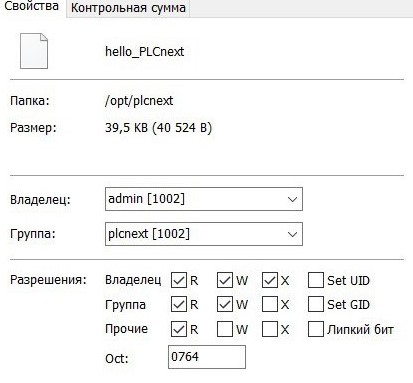 Свойства Контрольная сумма
hello_PLCnext
Папка: /opt/plcnext
Размер: 39,5 KB (40 524 B)
Владелец: admin [1002]
Группа: plcnext [1002]
Разрешения: Владелец R W X Set UID
Группа R W X Set GID
Прочие R W X Липкий бит
Oct: 0764